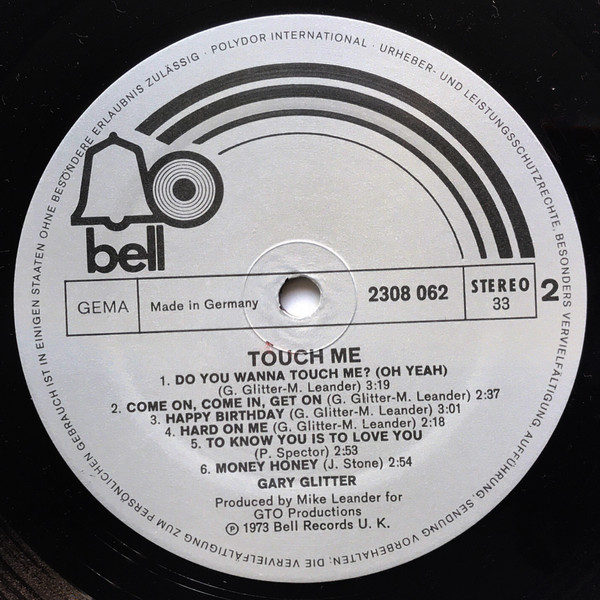 POLYDOR INTERNATIONAL · URHEBER- UND LEISTUNGSSCHUTZRECHTE, BESONDERS VERVIELFÄLTIGUNG, AUFFÜHRUNG, SENDUNG VORBEHALTEN: DIE VERVIELFÄLTIGUNG ZUM PERSÖNLICHEN GEBRAUCH IST IN EINIGEN STAATEN OHNE BESONDERE ERLAUBNIS ZULÄSSIG ·
bell
GEMA
Made in Germany
2308 062
STEREO
33
2
TOUCH ME
1. DO YOU WANNA TOUCH ME? (OH YEAH)
(G. Glitter-M. Leander) 3:19
2. COME ON, COME IN, GET ON (G. Glitter-M. Leander) 2:37
3. HAPPY BIRTHDAY (G. Glitter-M. Leander) 3:01
4. HARD ON ME (G. Glitter-M. Leander) 2:18
5. TO KNOW YOU IS TO LOVE YOU
(P. Spector) 2:53
6. MONEY HONEY (J. Stone) 2:54
GARY GLITTER
Produced by Mike Leander for
GTO Productions
℗ 1973 Bell Records U. K.